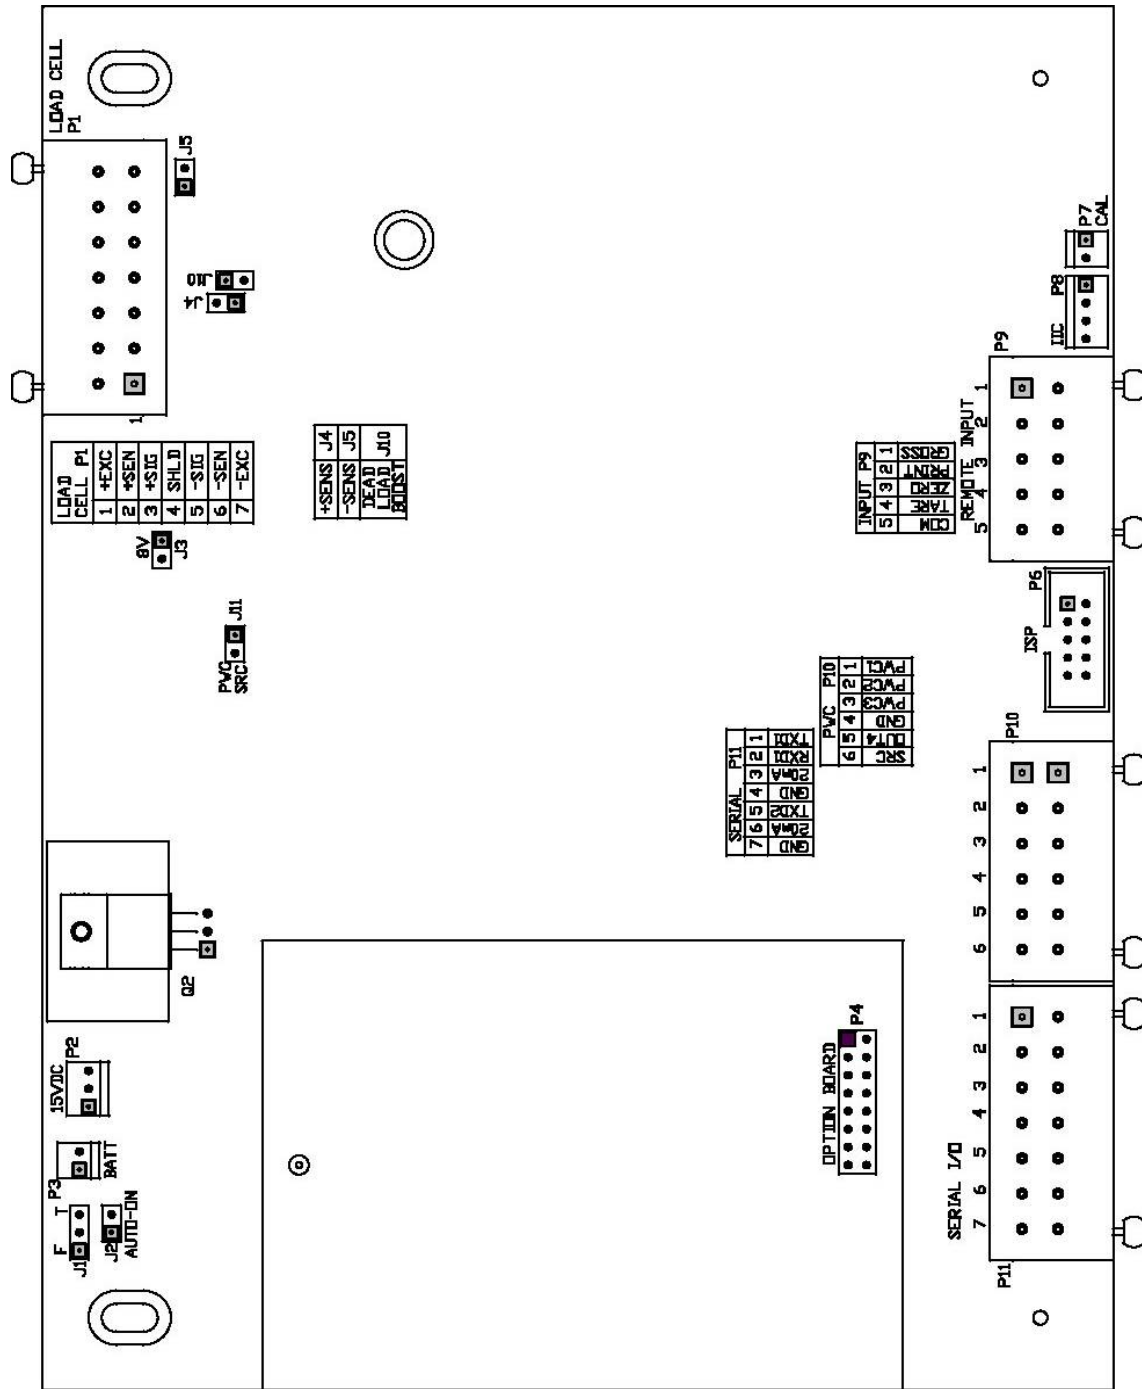 LOAD CELL
P1
J5
J10
J4
1
LOAD
CELL P1
1 +EXC
2 +SEN
3 +SIG
4 SHLD
5 -SIG
6 -SEN
7 -EXC
+SENS J4
-SENS J5
DEAD
LOAD
BOOST
J10
8V
J3
PWC
SRC
J11
Q2
15VDC
P2
P3
BATT
F T
J1
J2
AUTO-ON
P7
CAL
P8
IIC
P9
REMOTE INPUT
5 4 3 2 1
INPUT P9
5 4 3 2 1
COM TARE ZERO PRINT GROSS
P6
ISP
PWC P10
6 5 4 3 2 1
SRC OUT4 GND PWC3 PWC2 PWC1
SERIAL P11
7 6 5 4 3 2 1
GND 20mA TXD2 GND 20mA RXD1 TXD1
P10
6 5 4 3 2 1
OPTION BOARD
P4
SERIAL I/O
7 6 5 4 3 2 1
P11